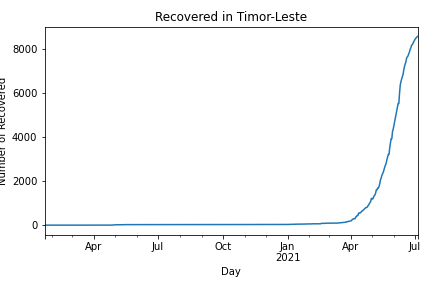 Recovered in Timor-Leste
Number of Recovered
8000
6000
4000
2000
0
Apr
Jul
Oct
Jan
2021
Apr
Jul
Day